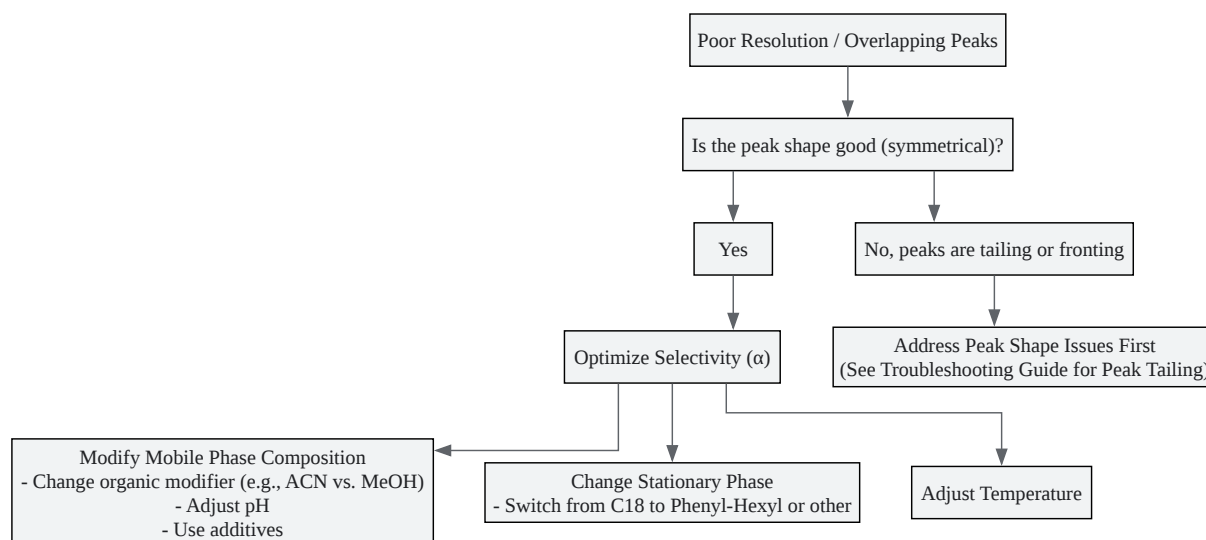 Poor Resolution / Overlapping Peaks
Is the peak shape good (symmetrical)?
Yes
No, peaks are tailing or fronting
Optimize Selectivity (α)
Address Peak Shape Issues First
(See Troubleshooting Guide for Peak Tailing)
Modify Mobile Phase Composition
- Change organic modifier (e.g., ACN vs. MeOH)
- Adjust pH
- Use additives
Change Stationary Phase
- Switch from C18 to Phenyl-Hexyl or other
Adjust Temperature